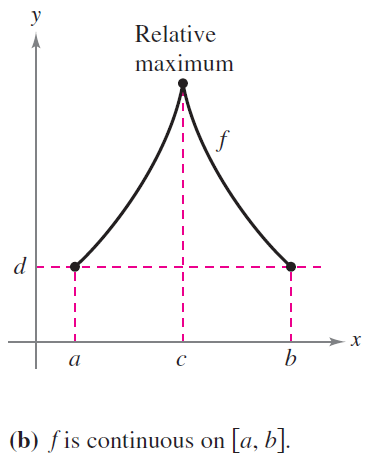 y
Relative
maximum
f
d
a c b x
(b) f is continuous on [a, b].